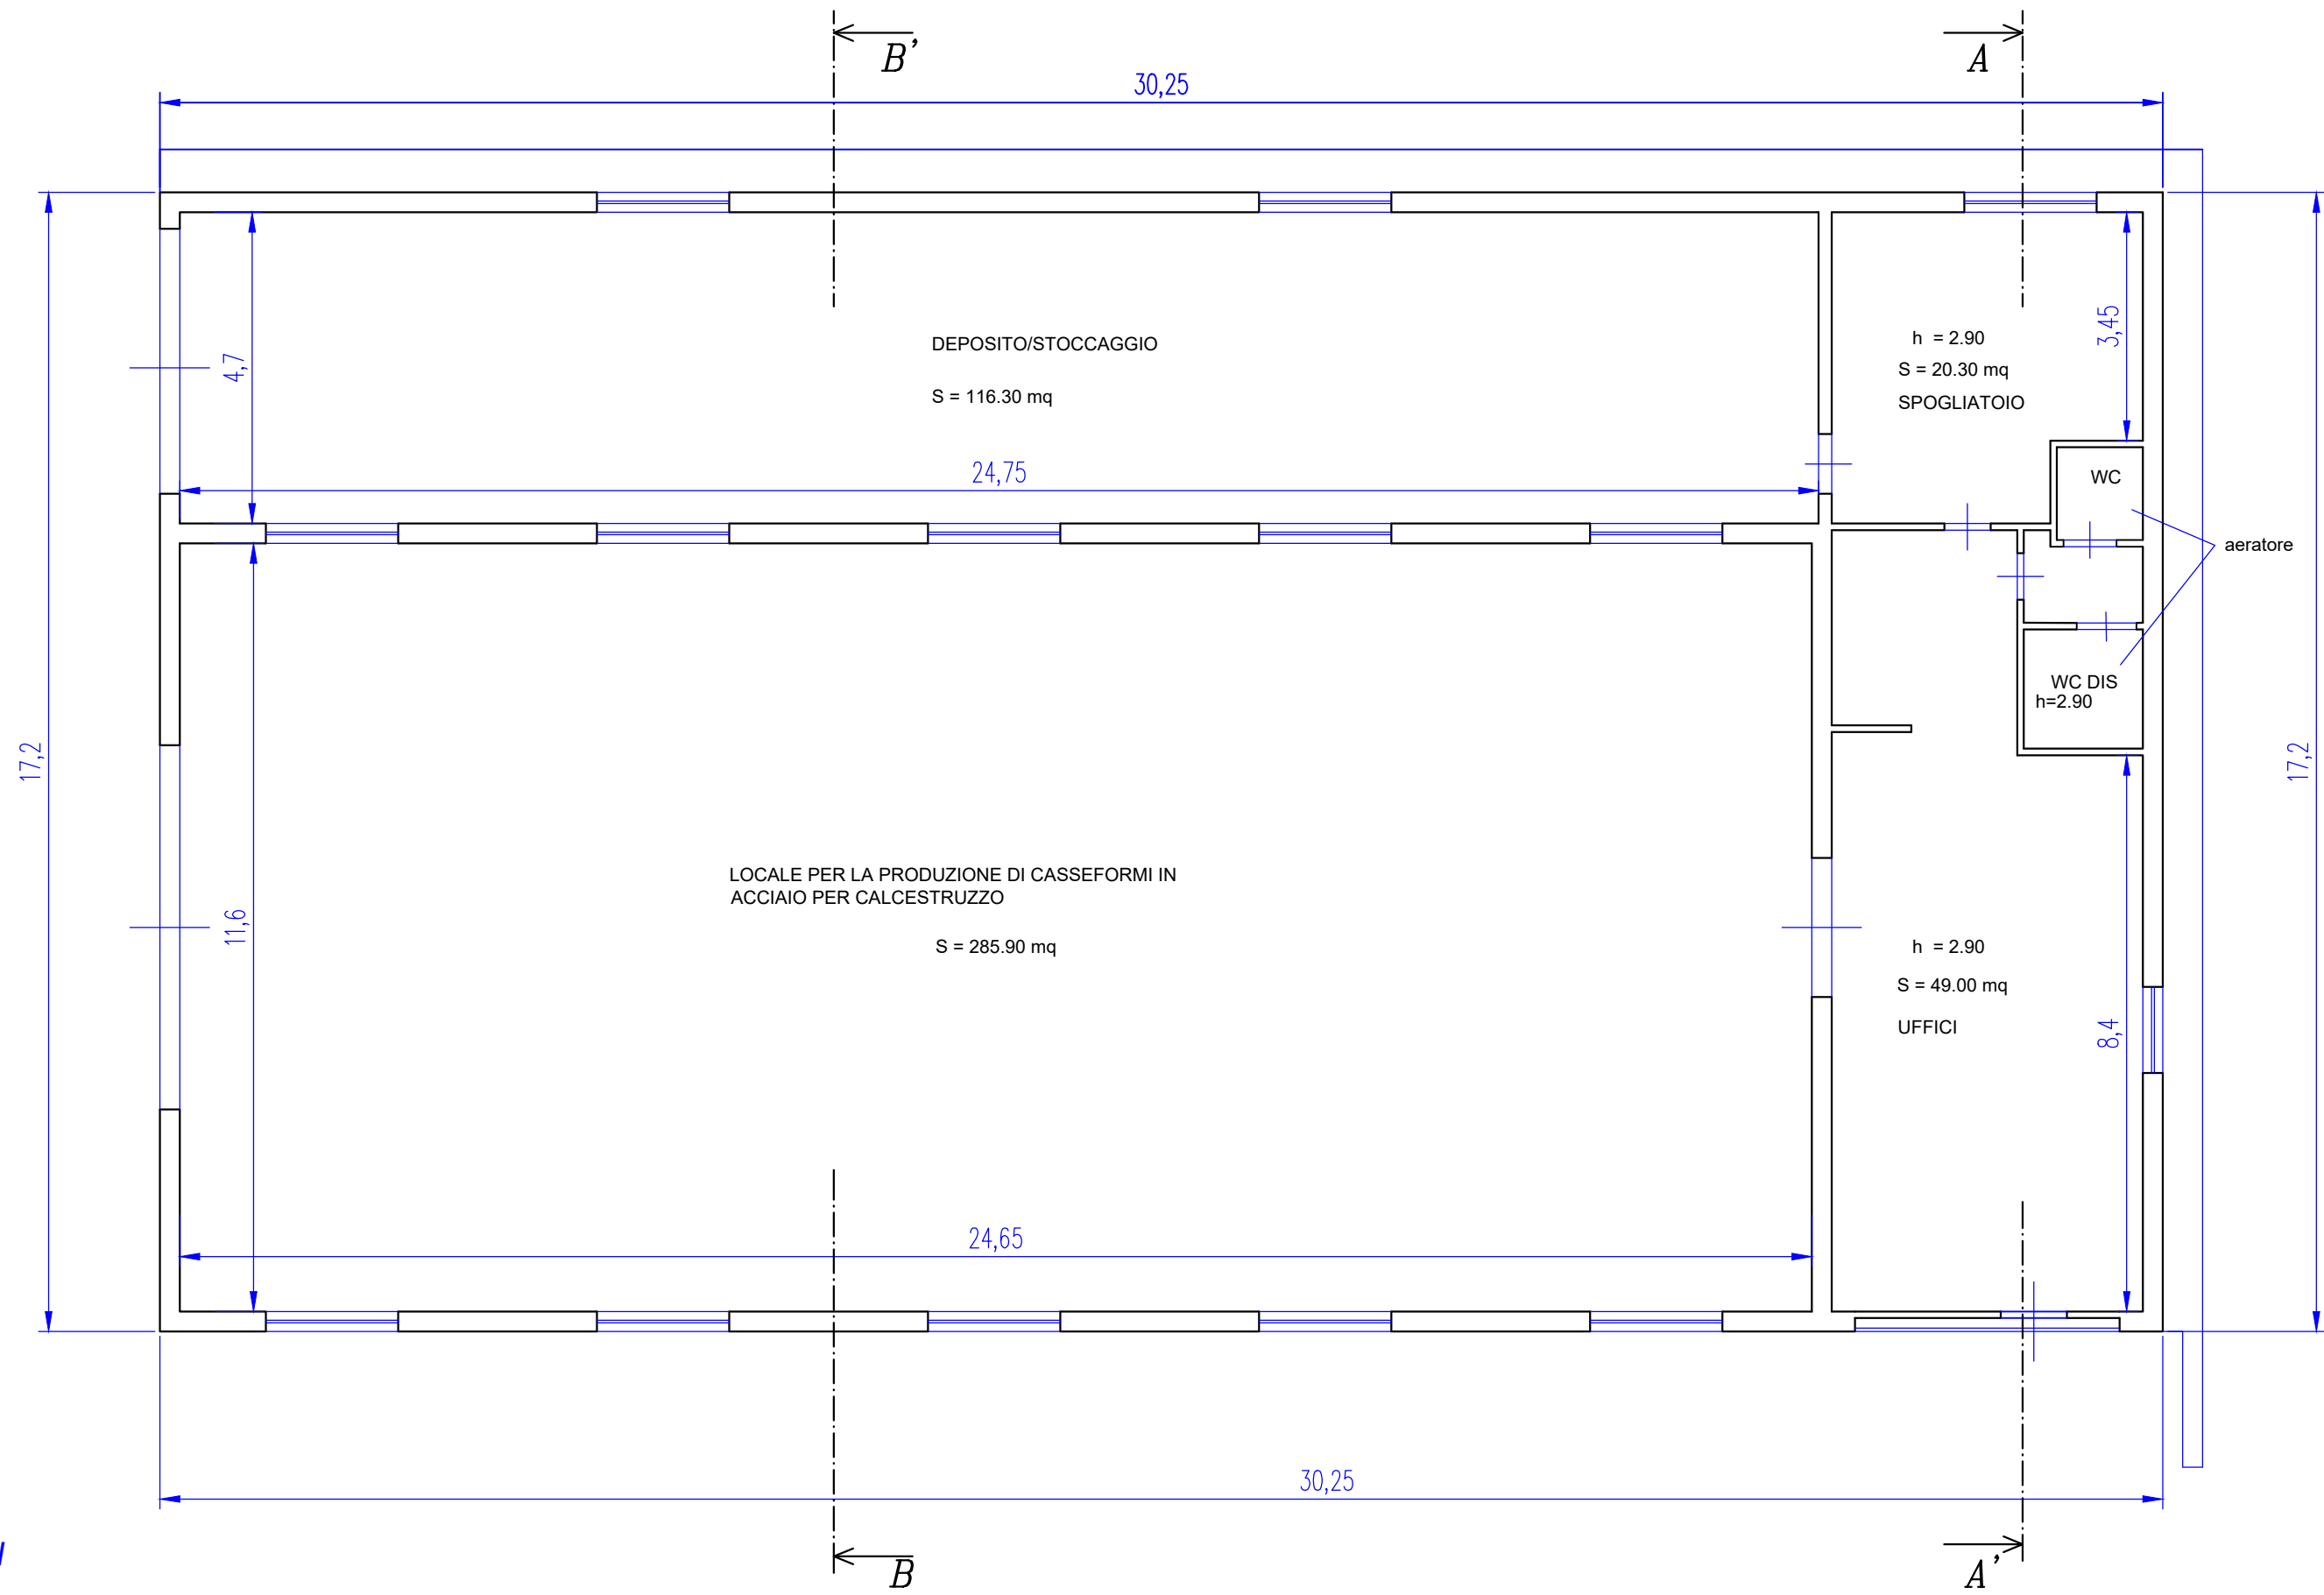 B'
A
30,25
DEPOSITO/STOCCAGGIO
S = 116.30 mq
4,7
24,75
h = 2.90
S = 20.30 mq
SPOGLIATOIO
3,45
WC
aeratore
WC DIS
h=2.90
17,2
17,2
LOCALE PER LA PRODUZIONE DI CASSEFORMI IN
ACCIAIO PER CALCESTRUZZO
S = 285.90 mq
11,6
h = 2.90
S = 49.00 mq
UFFICI
8,4
24,65
30,25
B
A'